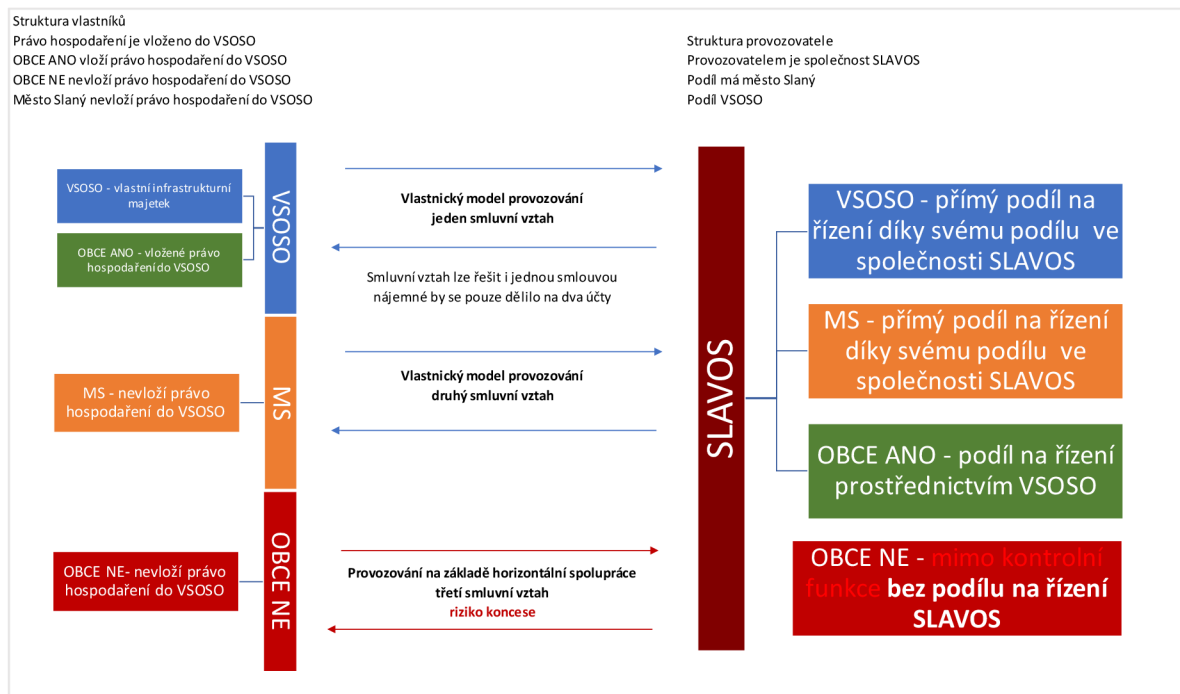 Struktura vlastníků
Právo hospodaření je vloženo do VSOSO
OBCE ANO vloží právo hospodaření do VSOSO
OBCE NE nevloží právo hospodaření do VSOSO
Město Slaný nevloží právo hospodaření do VSOSO
Struktura provozovatele
Provozovatelem je společnost SLAVOS
Podíl má město Slaný
Podíl VSOSO
VSOSO - vlastní infrastrukturní
majetek
OBCE ANO - vložené právo
hospodaření do VSOSO
VSOSO
Vlastnický model provozování
jeden smluvní vztah
Smluvní vztah lze řešit i jednou smlouvou
nájemné by se pouze dělilo na dva účty
MS - nevloží právo
hospodaření do VSOSO
MS
Vlastnický model provozování
druhý smluvní vztah
OBCE NE- nevloží právo
hospodaření do VSOSO
OBCE NE
Provozování na základě horizontální spolupráce
třetí smluvní vztah
riziko koncese
SLAVOS
VSOSO - přímý podíl na
řízení díky svému podílu ve
společnosti SLAVOS
MS - přímý podíl na řízení
díky svému podílu ve
společnosti SLAVOS
OBCE ANO - podíl na řízení
prostřednictvím VSOSO
OBCE NE - mimo kontrolní
funkce bez podílu na řízení
SLAVOS